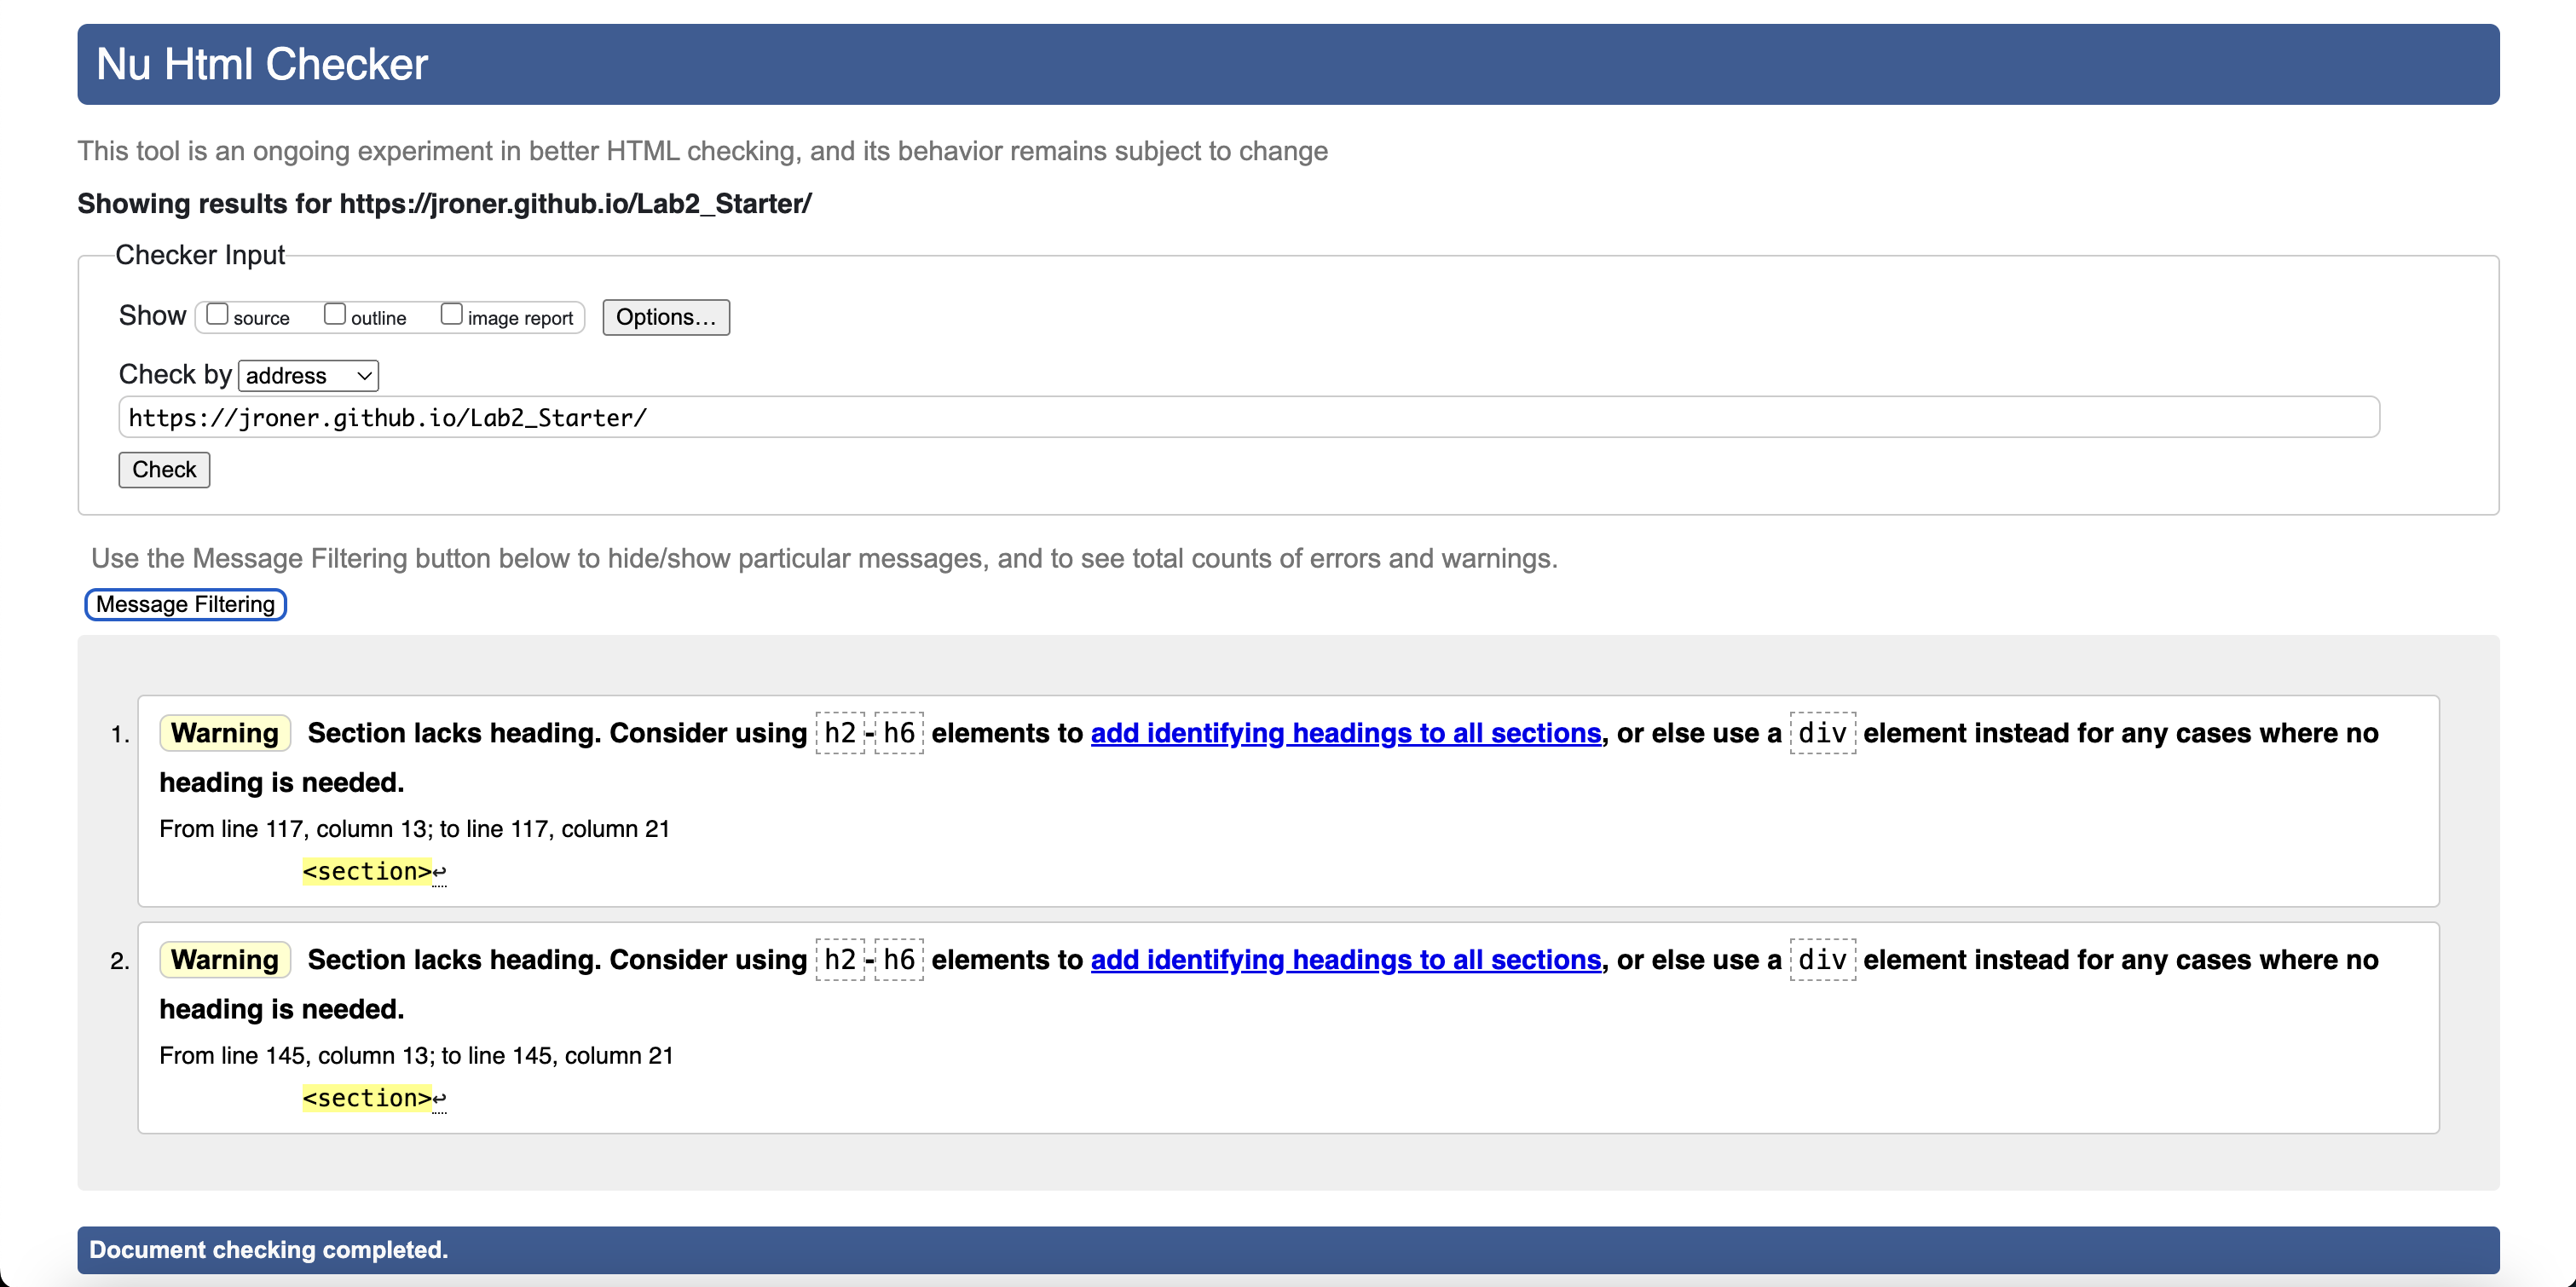 Nu Html Checker
This tool is an ongoing experiment in better HTML checking, and its behavior remains subject to change
Showing results for https://jroner.github.io/Lab2_Starter/
Checker Input
Show source outline image report Options...
Check by address
https://jroner.github.io/Lab2_Starter/
Check
Use the Message Filtering button below to hide/show particular messages, and to see total counts of errors and warnings.
Message Filtering
1. Warning Section lacks heading. Consider using h2-h6 elements to add identifying headings to all sections, or else use a div element instead for any cases where no
heading is needed.
From line 117, column 13; to line 117, column 21
<section>↩
2. Warning Section lacks heading. Consider using h2-h6 elements to add identifying headings to all sections, or else use a div element instead for any cases where no
heading is needed.
From line 145, column 13; to line 145, column 21
<section>↩
Document checking completed.